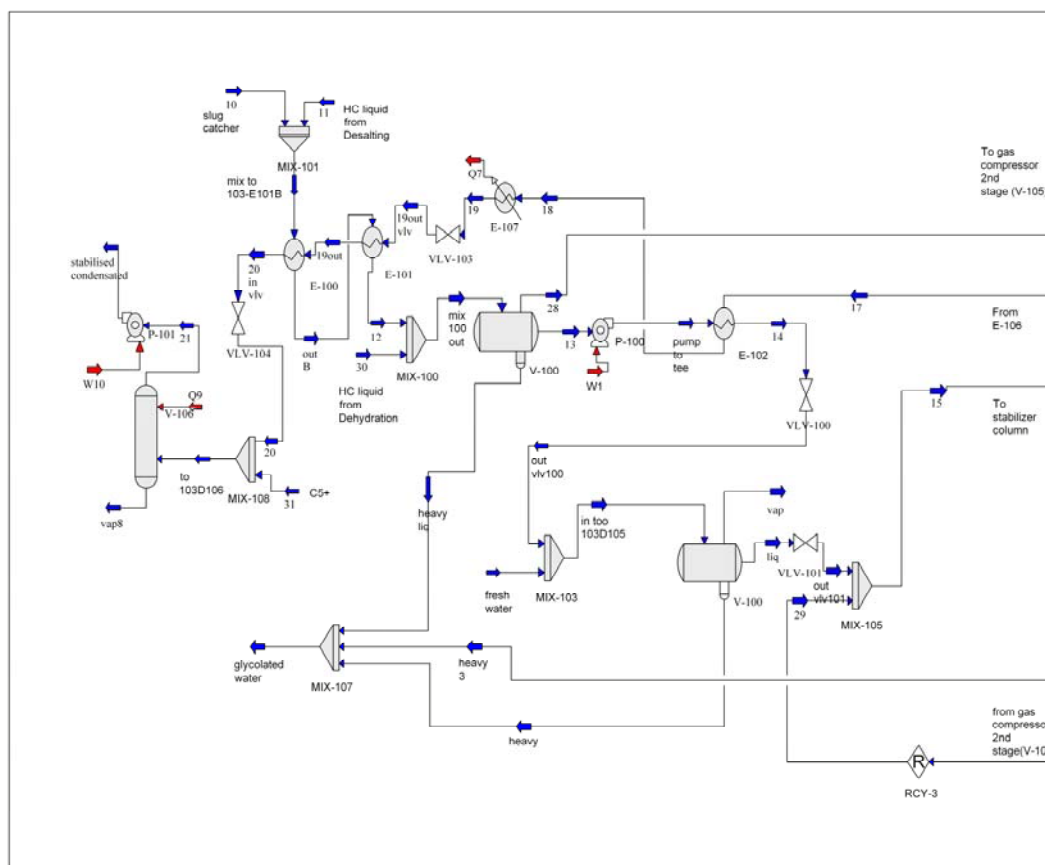 10
slug
catcher
11
HC liquid
from
Desalting
MIX-101
mix to
103-E101B
To gas
compressor
2nd
stage (V-105)
Q7
19out
vlv
19
18
E-107
VLV-103
stabilised
condensated
20
in
vlv
19out
E-100
E-101
P-101
21
VLV-104
W10
out
B
12
30
HC liquid
from
Dehydration
MIX-100
mix
100
out
28
V-100
13
P-100
W1
pump
to
tee
E-102
14
17
From
E-106
VLV-100
15
To
stabilizer
column
Q9
V-106
20
to
103D106
MIX-108
31
C5+
vap8
heavy
liq
out
vlv100
in too
103D105
vap
liq
VLV-101
fresh
water
MIX-103
V-100
out
vlv101
29
MIX-105
glycolated
water
MIX-107
heavy
3
heavy
from gas
compressor
2nd
stage(V-10
R
RCY-3